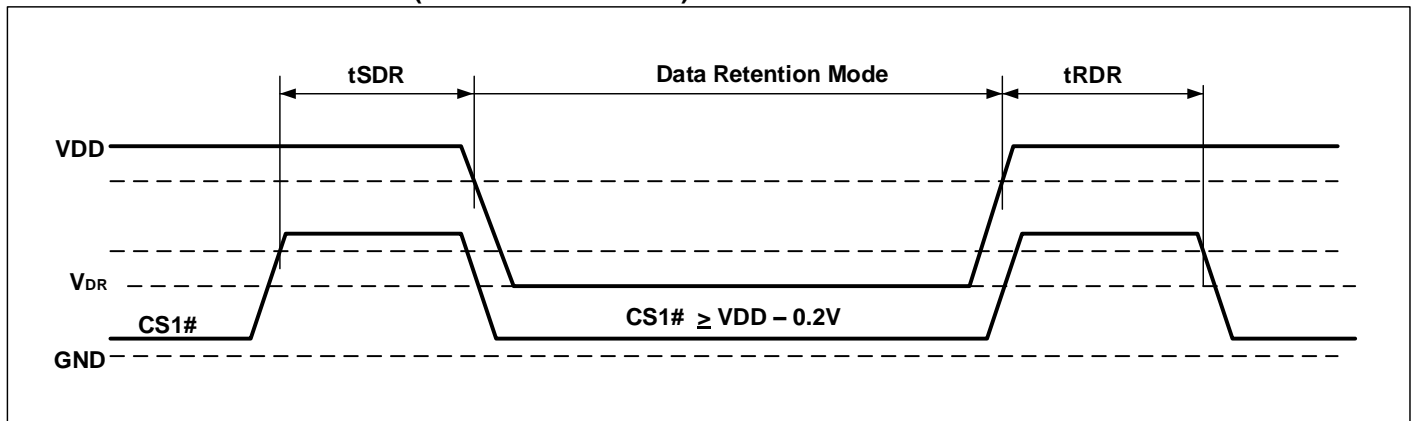 tSDR Data Retention Mode tRDR
VDD
VDR
CS1# CS1# ≥ VDD – 0.2V
GND